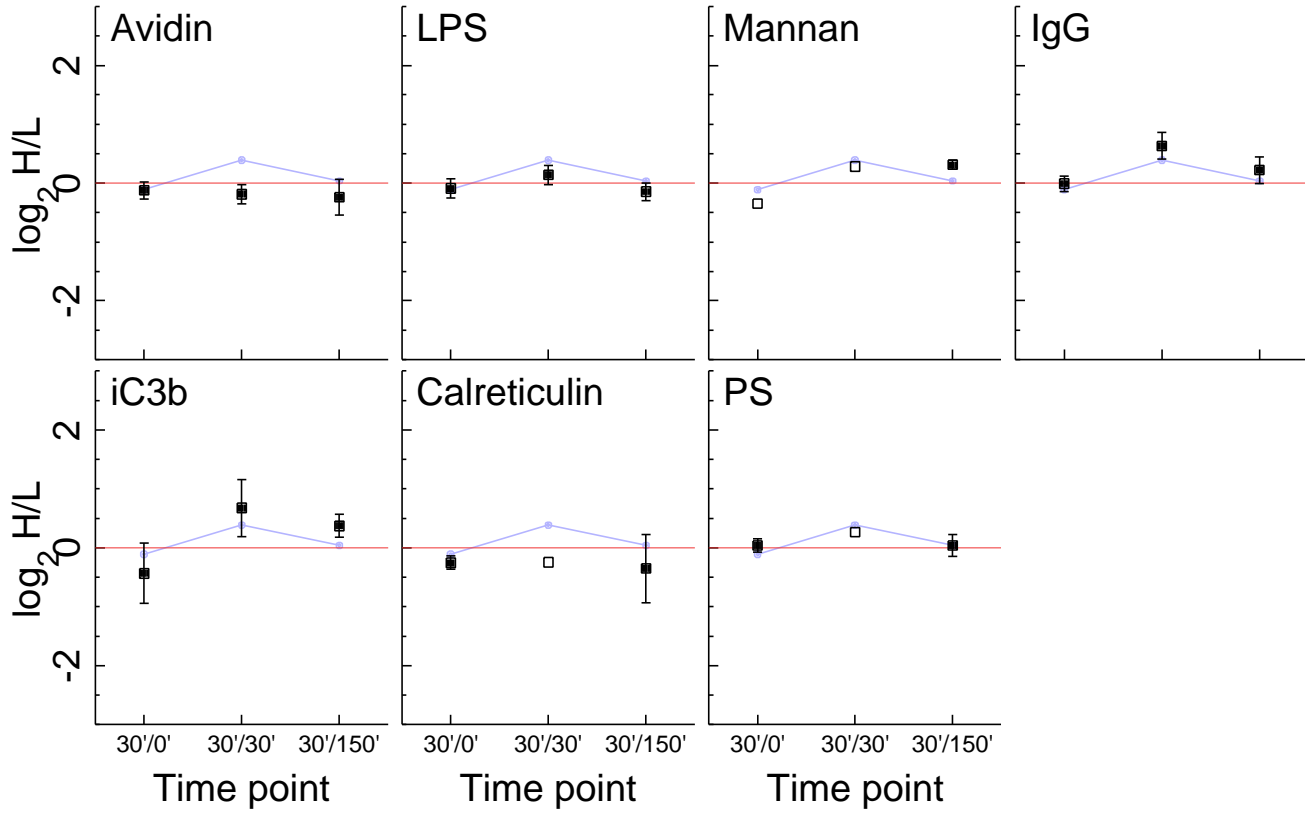 Avidin LPS Mannan IgG
2
0
-2
log2 H/L
iC3b Calreticulin PS
2
0
-2
log2 H/L
30'/0' 30'/30' 30'/150' 30'/0' 30'/30' 30'/150' 30'/0' 30'/30' 30'/150'
Time point Time point Time point